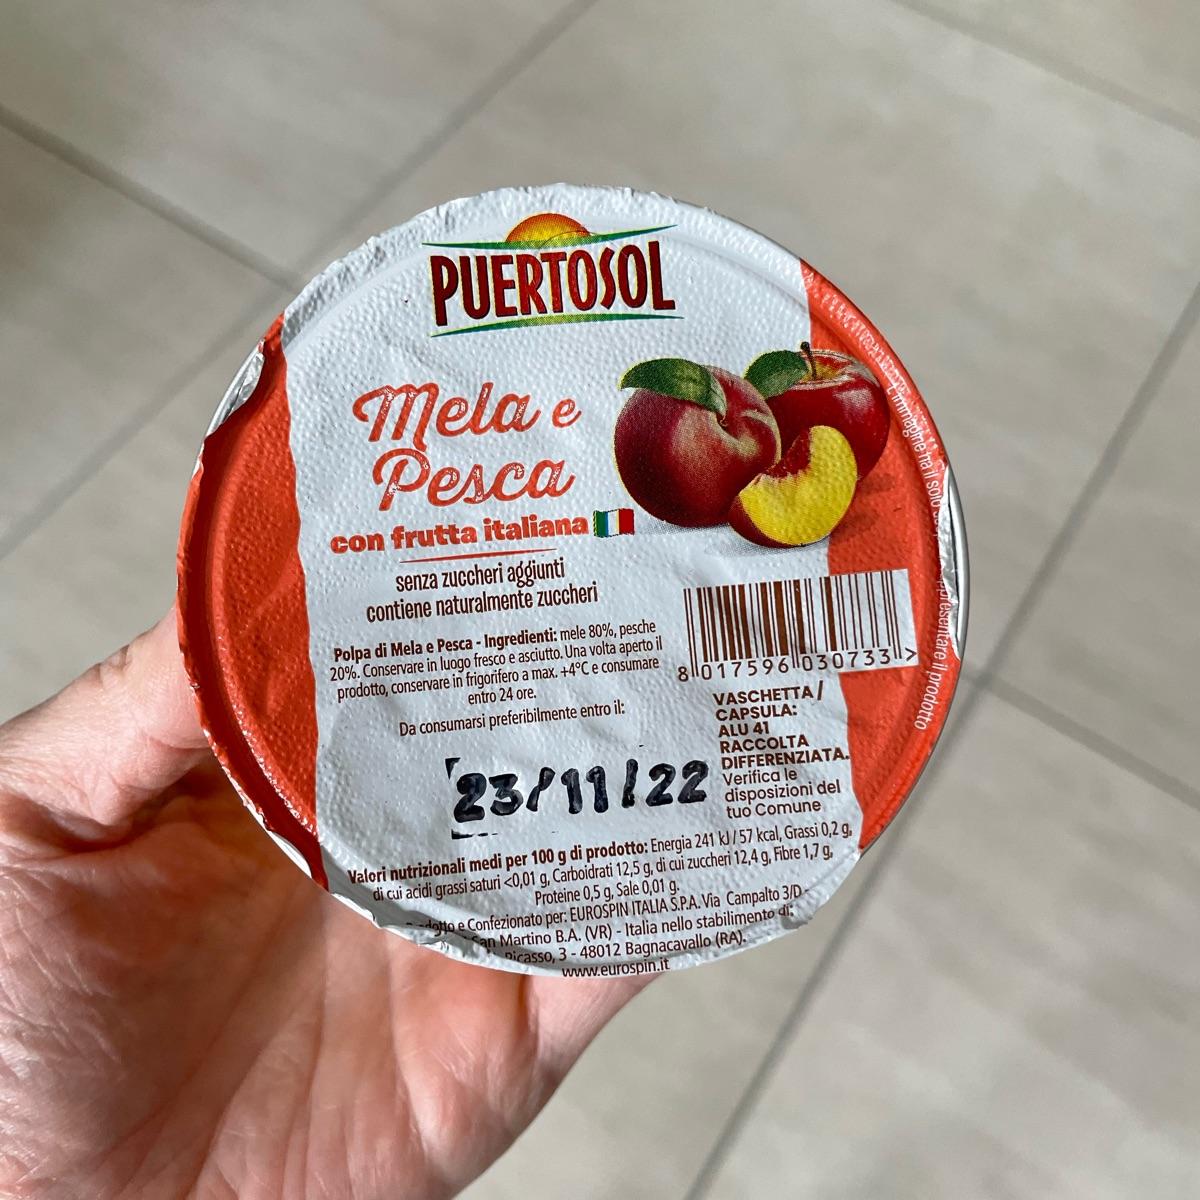 PUERTOSOL
Mela e
Pesca
con frutta italiana
senza zuccheri aggiunti
contiene naturalmente zuccheri
Polpa di Mela e Pesca - Ingredienti: mele 80%, pesche
20%. Conservare in luogo fresco e asciutto. Una volta aperto il
prodotto, conservare in frigorifero a max. +4°C e consumare
entro 24 ore.
Da consumarsi preferibilmente entro il:
23/11/22
8 017596 030733 >
VASCHETTA /
CAPSULA:
ALU 41
RACCOLTA
DIFFERENZIATA.
Verifica le
disposizioni del
tuo Comune
L'immagine ha il solo
il prodotto
Valori nutrizionali medi per 100 g di prodotto: Energia 241 kJ / 57 kcal, Grassi 0,2 g,
di cui acidi grassi saturi <0,01 g, Carboidrati 12,5 g, di cui zuccheri 12,4 g, Fibre 1,7 g,
Proteine 0,5 g, Sale 0,01 g.
e Confezionato per: EUROSPIN ITALIA S.P.A. Via Campalto 3/D
San Martino B.A. (VR) - Italia nello stabilimento di:
Picasso, 3 - 48012 Bagnacavallo (RA).
www.eurospin.it